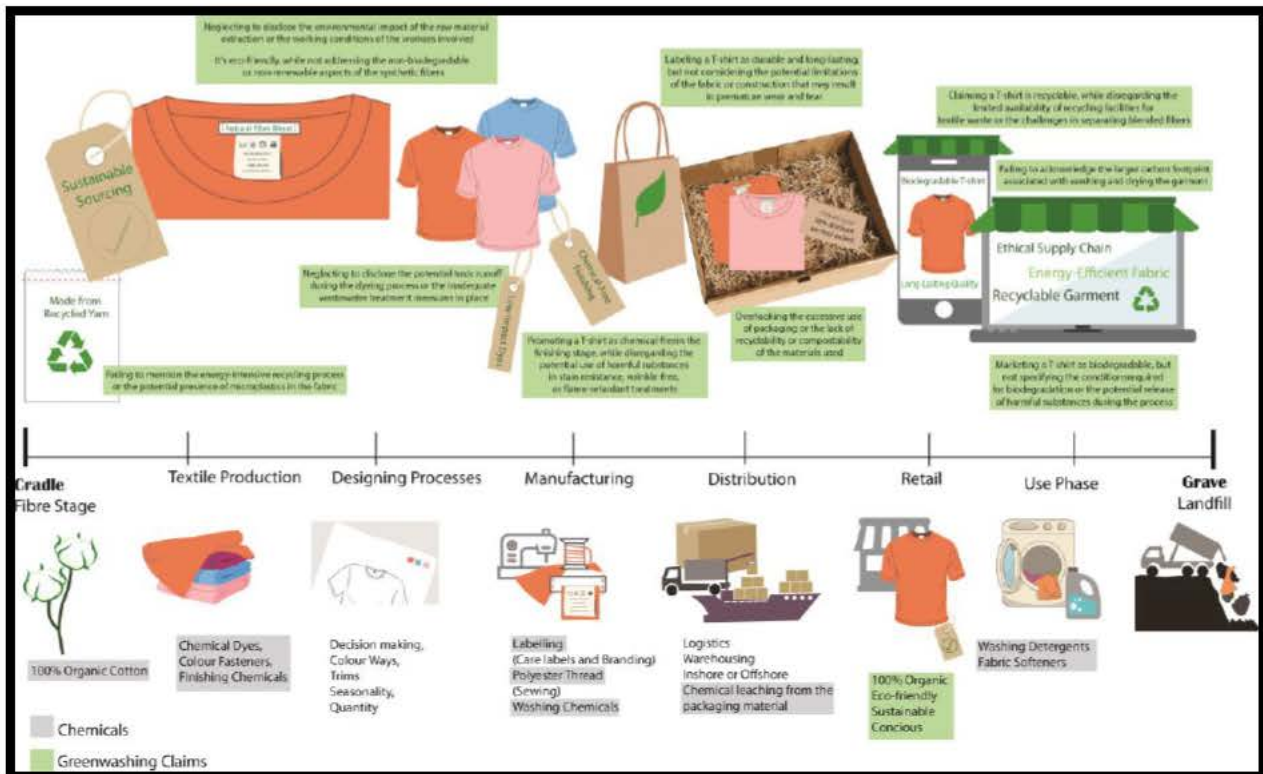 Neglecting to disclose the environmental impact of the raw material
extraction or the working conditions of the workers involved
It's eco-friendly, while not addressing the non-biodegradable
or non-renewable aspects of the synthetic fibers
Sustainable
Sourcing
Natural Fibre Blend
Made from
Recycled Yarn
Failing to mention the energy-intensive recycling process
or the potential presence of microplastics in the fabric
Neglecting to disclose the potential toxic runoff
during the dyeing process or the inadequate
wastewater treatment measures in place
Low-Impact Dyes
Chemical-Free
Finishing
Promoting a T-shirt as chemical-free in the
finishing stage, while disregarding the
potential use of harmful substances
in stain resistance, wrinkle-free,
or flame-retardant treatments
Labeling a T-shirt as durable and long-lasting,
but not considering the potential limitations
of the fabric or construction that may result
in premature wear and tear
Overlooking the excessive use
of packaging or the lack of
recyclability or compostability
of the materials used
Claiming a T-shirt is recyclable, while disregarding the
limited availability of recycling facilities for
textile waste or the challenges in separating blended fibers
Biodegradable T-shirt
Long-Lasting Quality
Failing to acknowledge the larger carbon footprint
associated with washing and drying the garment
Ethical Supply Chain
Energy-Efficient Fabric
Recyclable Garment
Marketing a T-shirt as biodegradable, but
not specifying the condition required
for biodegradation or the potential release
of harmful substances during the process
Cradle
Fibre Stage
Textile Production
Designing Processes
Manufacturing
Distribution
Retail
Use Phase
Grave
Landfill
100% Organic Cotton
Chemical Dyes,
Colour Fasteners,
Finishing Chemicals
Decision making,
Colour Ways,
Trims
Seasonality,
Quantity
Labelling
(Care labels and Branding)
Polyester Thread
(Sewing)
Washing Chemicals
Logistics
Warehousing
Inshore or Offshore
Chemical leaching from the
packaging material
100% Organic
Eco-friendly
Sustainable
Concious
Washing Detergents
Fabric Softeners
Chemicals
Greenwashing Claims